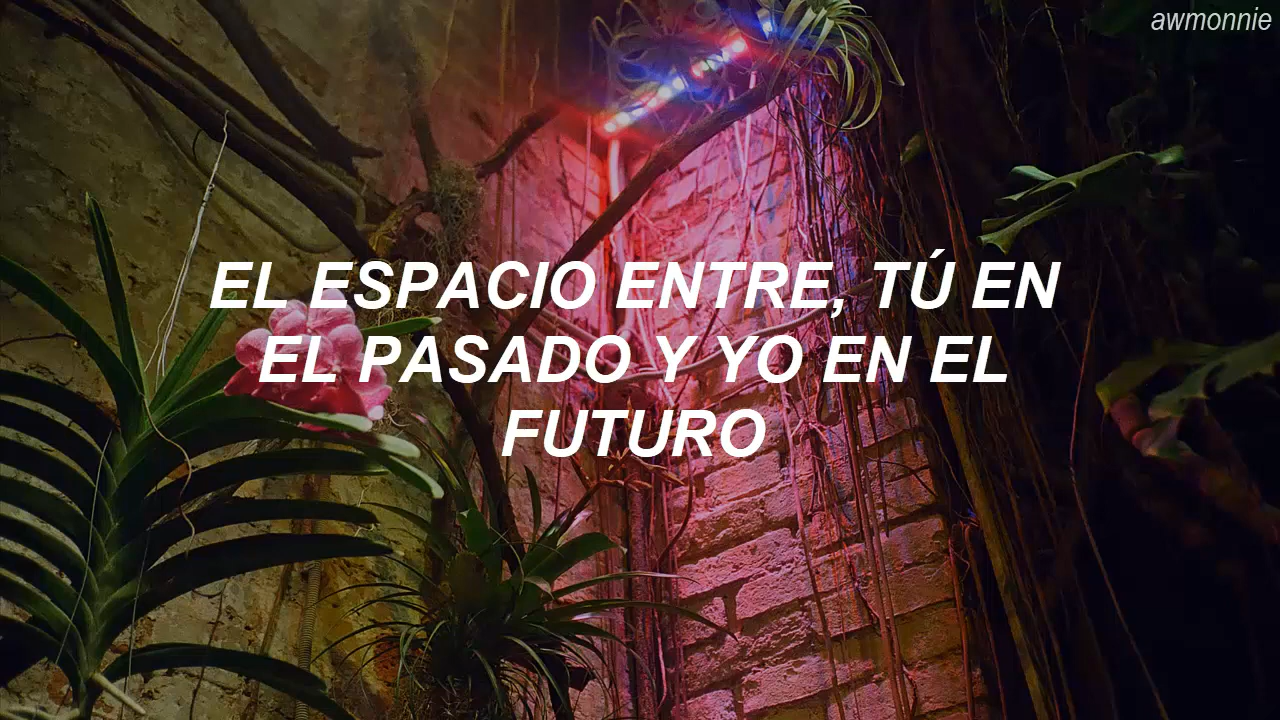 awmonnie
EL ESPACIO ENTRE, TÚ EN
EL PASADO Y YO EN EL
FUTURO